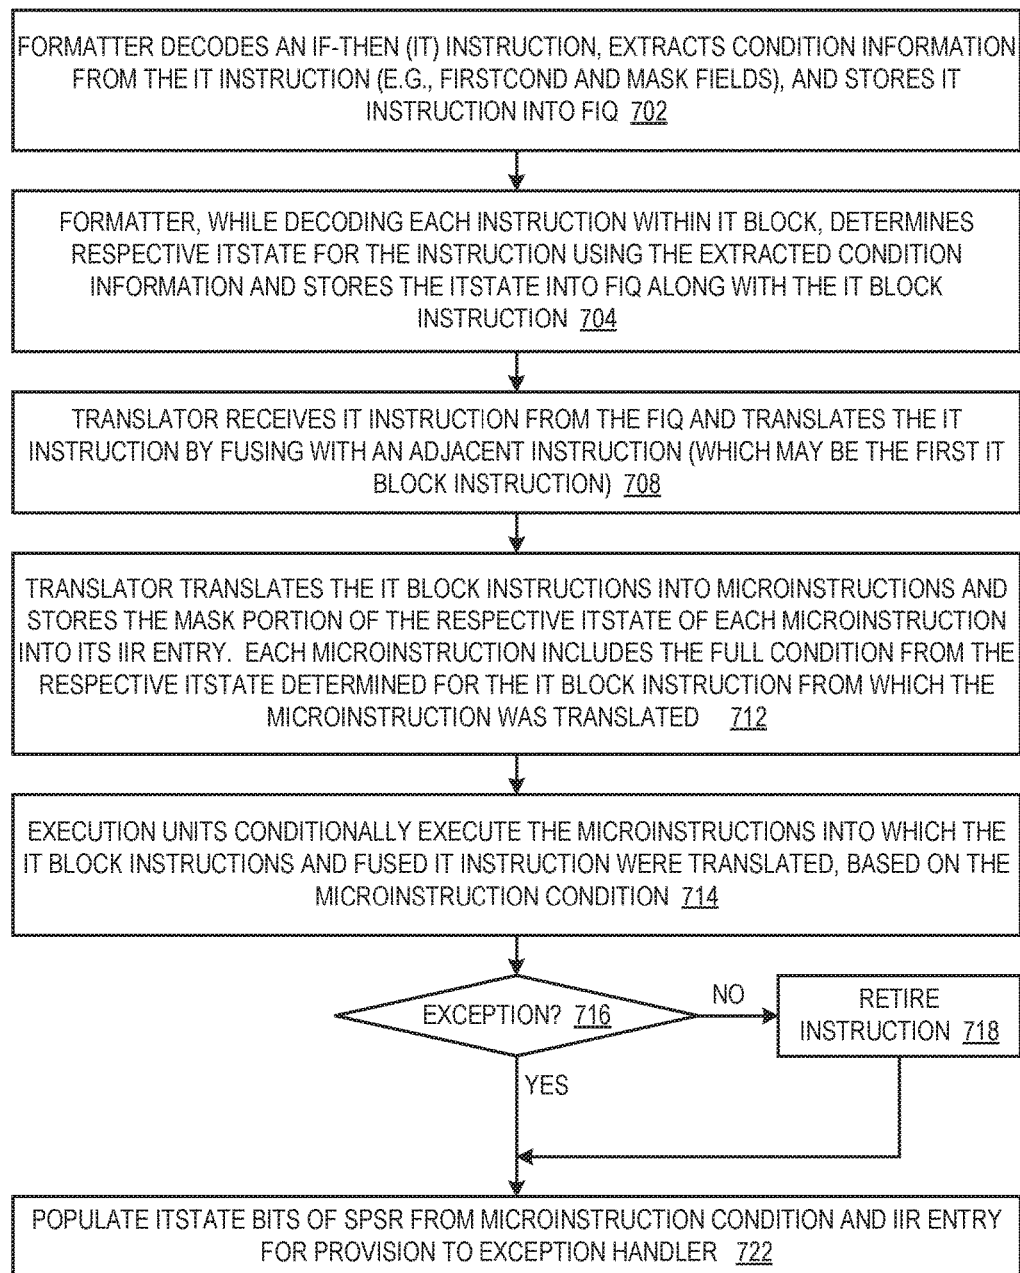 FORMATTER DECODES AN IF-THEN (IT) INSTRUCTION, EXTRACTS CONDITION INFORMATION
FROM THE IT INSTRUCTION (E.G., FIRSTCOND AND MASK FIELDS), AND STORES IT
INSTRUCTION INTO FIQ 702
FORMATTER, WHILE DECODING EACH INSTRUCTION WITHIN IT BLOCK, DETERMINES
RESPECTIVE ITSTATE FOR THE INSTRUCTION USING THE EXTRACTED CONDITION
INFORMATION AND STORES THE ITSTATE INTO FIQ ALONG WITH THE IT BLOCK
INSTRUCTION 704
TRANSLATOR RECEIVES IT INSTRUCTION FROM THE FIQ AND TRANSLATES THE IT
INSTRUCTION BY FUSING WITH AN ADJACENT INSTRUCTION (WHICH MAY BE THE FIRST IT
BLOCK INSTRUCTION) 708
TRANSLATOR TRANSLATES THE IT BLOCK INSTRUCTIONS INTO MICROINSTRUCTIONS AND
STORES THE MASK PORTION OF THE RESPECTIVE ITSTATE OF EACH MICROINSTRUCTION
INTO ITS IIR ENTRY. EACH MICROINSTRUCTION INCLUDES THE FULL CONDITION FROM THE
RESPECTIVE ITSTATE DETERMINED FOR THE IT BLOCK INSTRUCTION FROM WHICH THE
MICROINSTRUCTION WAS TRANSLATED 712
EXECUTION UNITS CONDITIONALLY EXECUTE THE MICROINSTRUCTIONS INTO WHICH THE
IT BLOCK INSTRUCTIONS AND FUSED IT INSTRUCTION WERE TRANSLATED, BASED ON THE
MICROINSTRUCTION CONDITION 714
EXCEPTION? 716
NO
RETIRE
INSTRUCTION 718
YES
POPULATE ITSTATE BITS OF SPSR FROM MICROINSTRUCTION CONDITION AND IIR ENTRY
FOR PROVISION TO EXCEPTION HANDLER 722